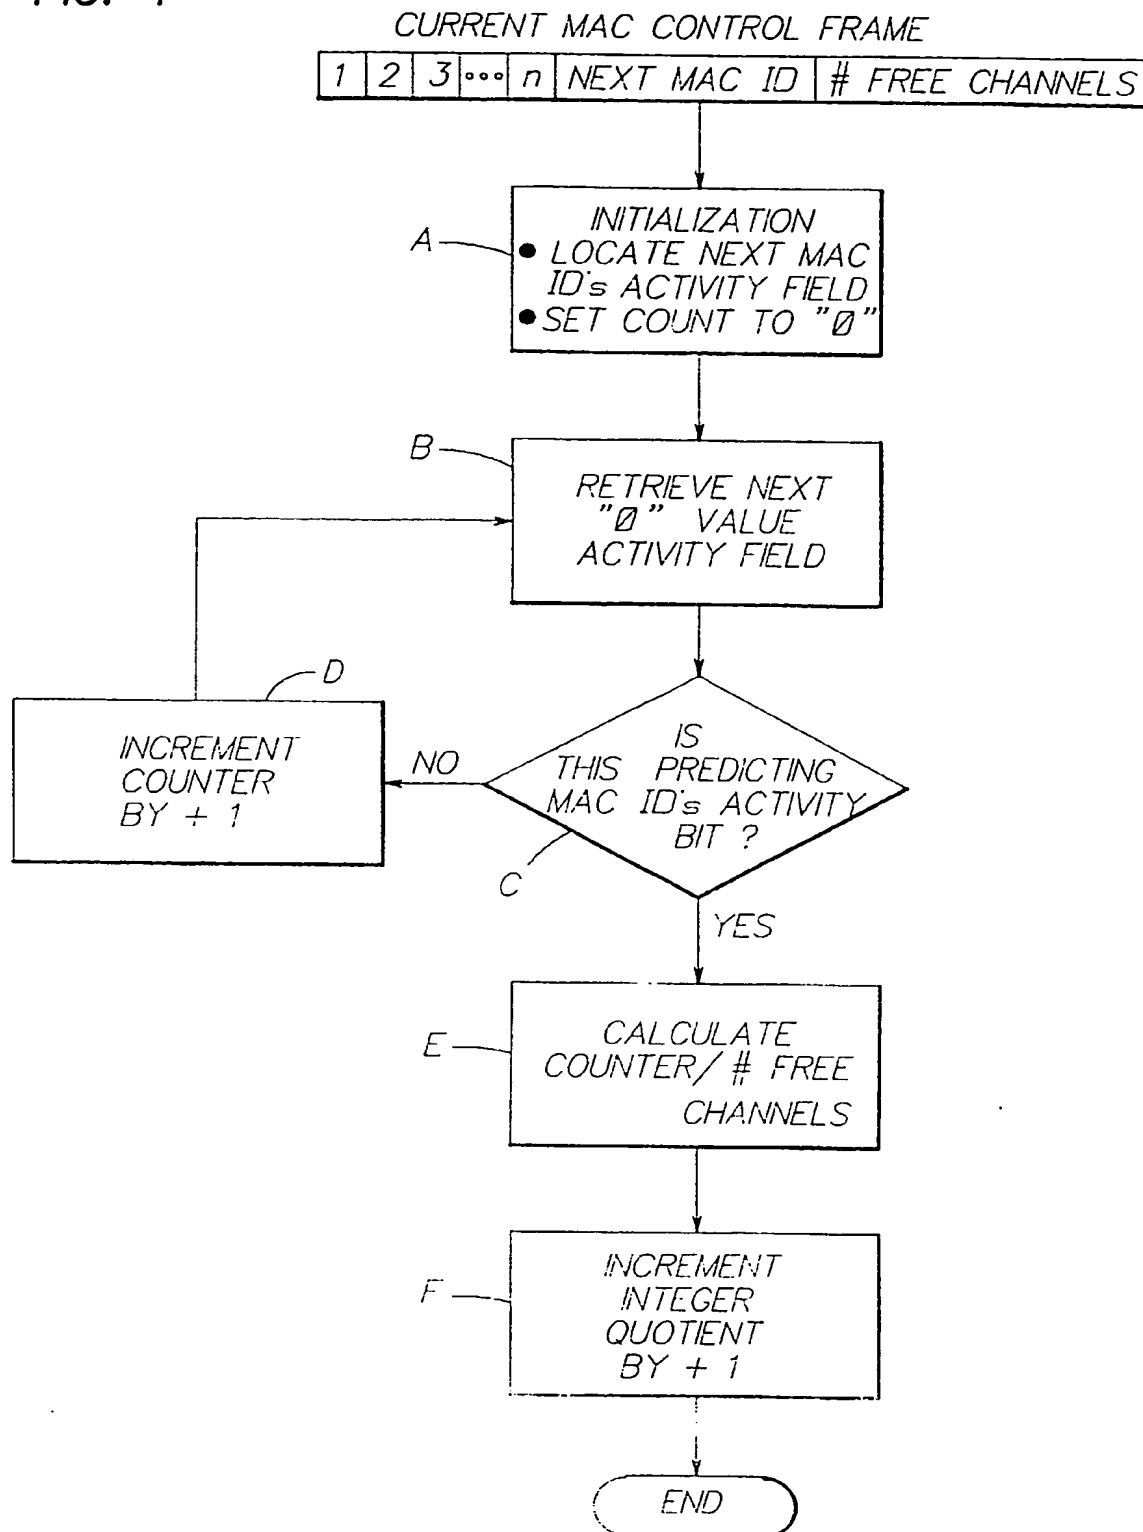 CURRENT MAC CONTROL FRAME
1 2 3 ∘∘∘ n NEXT MAC ID # FREE CHANNELS
A
INITIALIZATION
● LOCATE NEXT MAC
ID's ACTIVITY FIELD
● SET COUNT TO "0"
B
RETRIEVE NEXT
"0" VALUE
ACTIVITY FIELD
D
INCREMENT
COUNTER
BY + 1
NO
IS
THIS PREDICTING
MAC ID's ACTIVITY
BIT ?
C
YES
E
CALCULATE
COUNTER/ # FREE
CHANNELS
F
INCREMENT
INTEGER
QUOTIENT
BY + 1
END